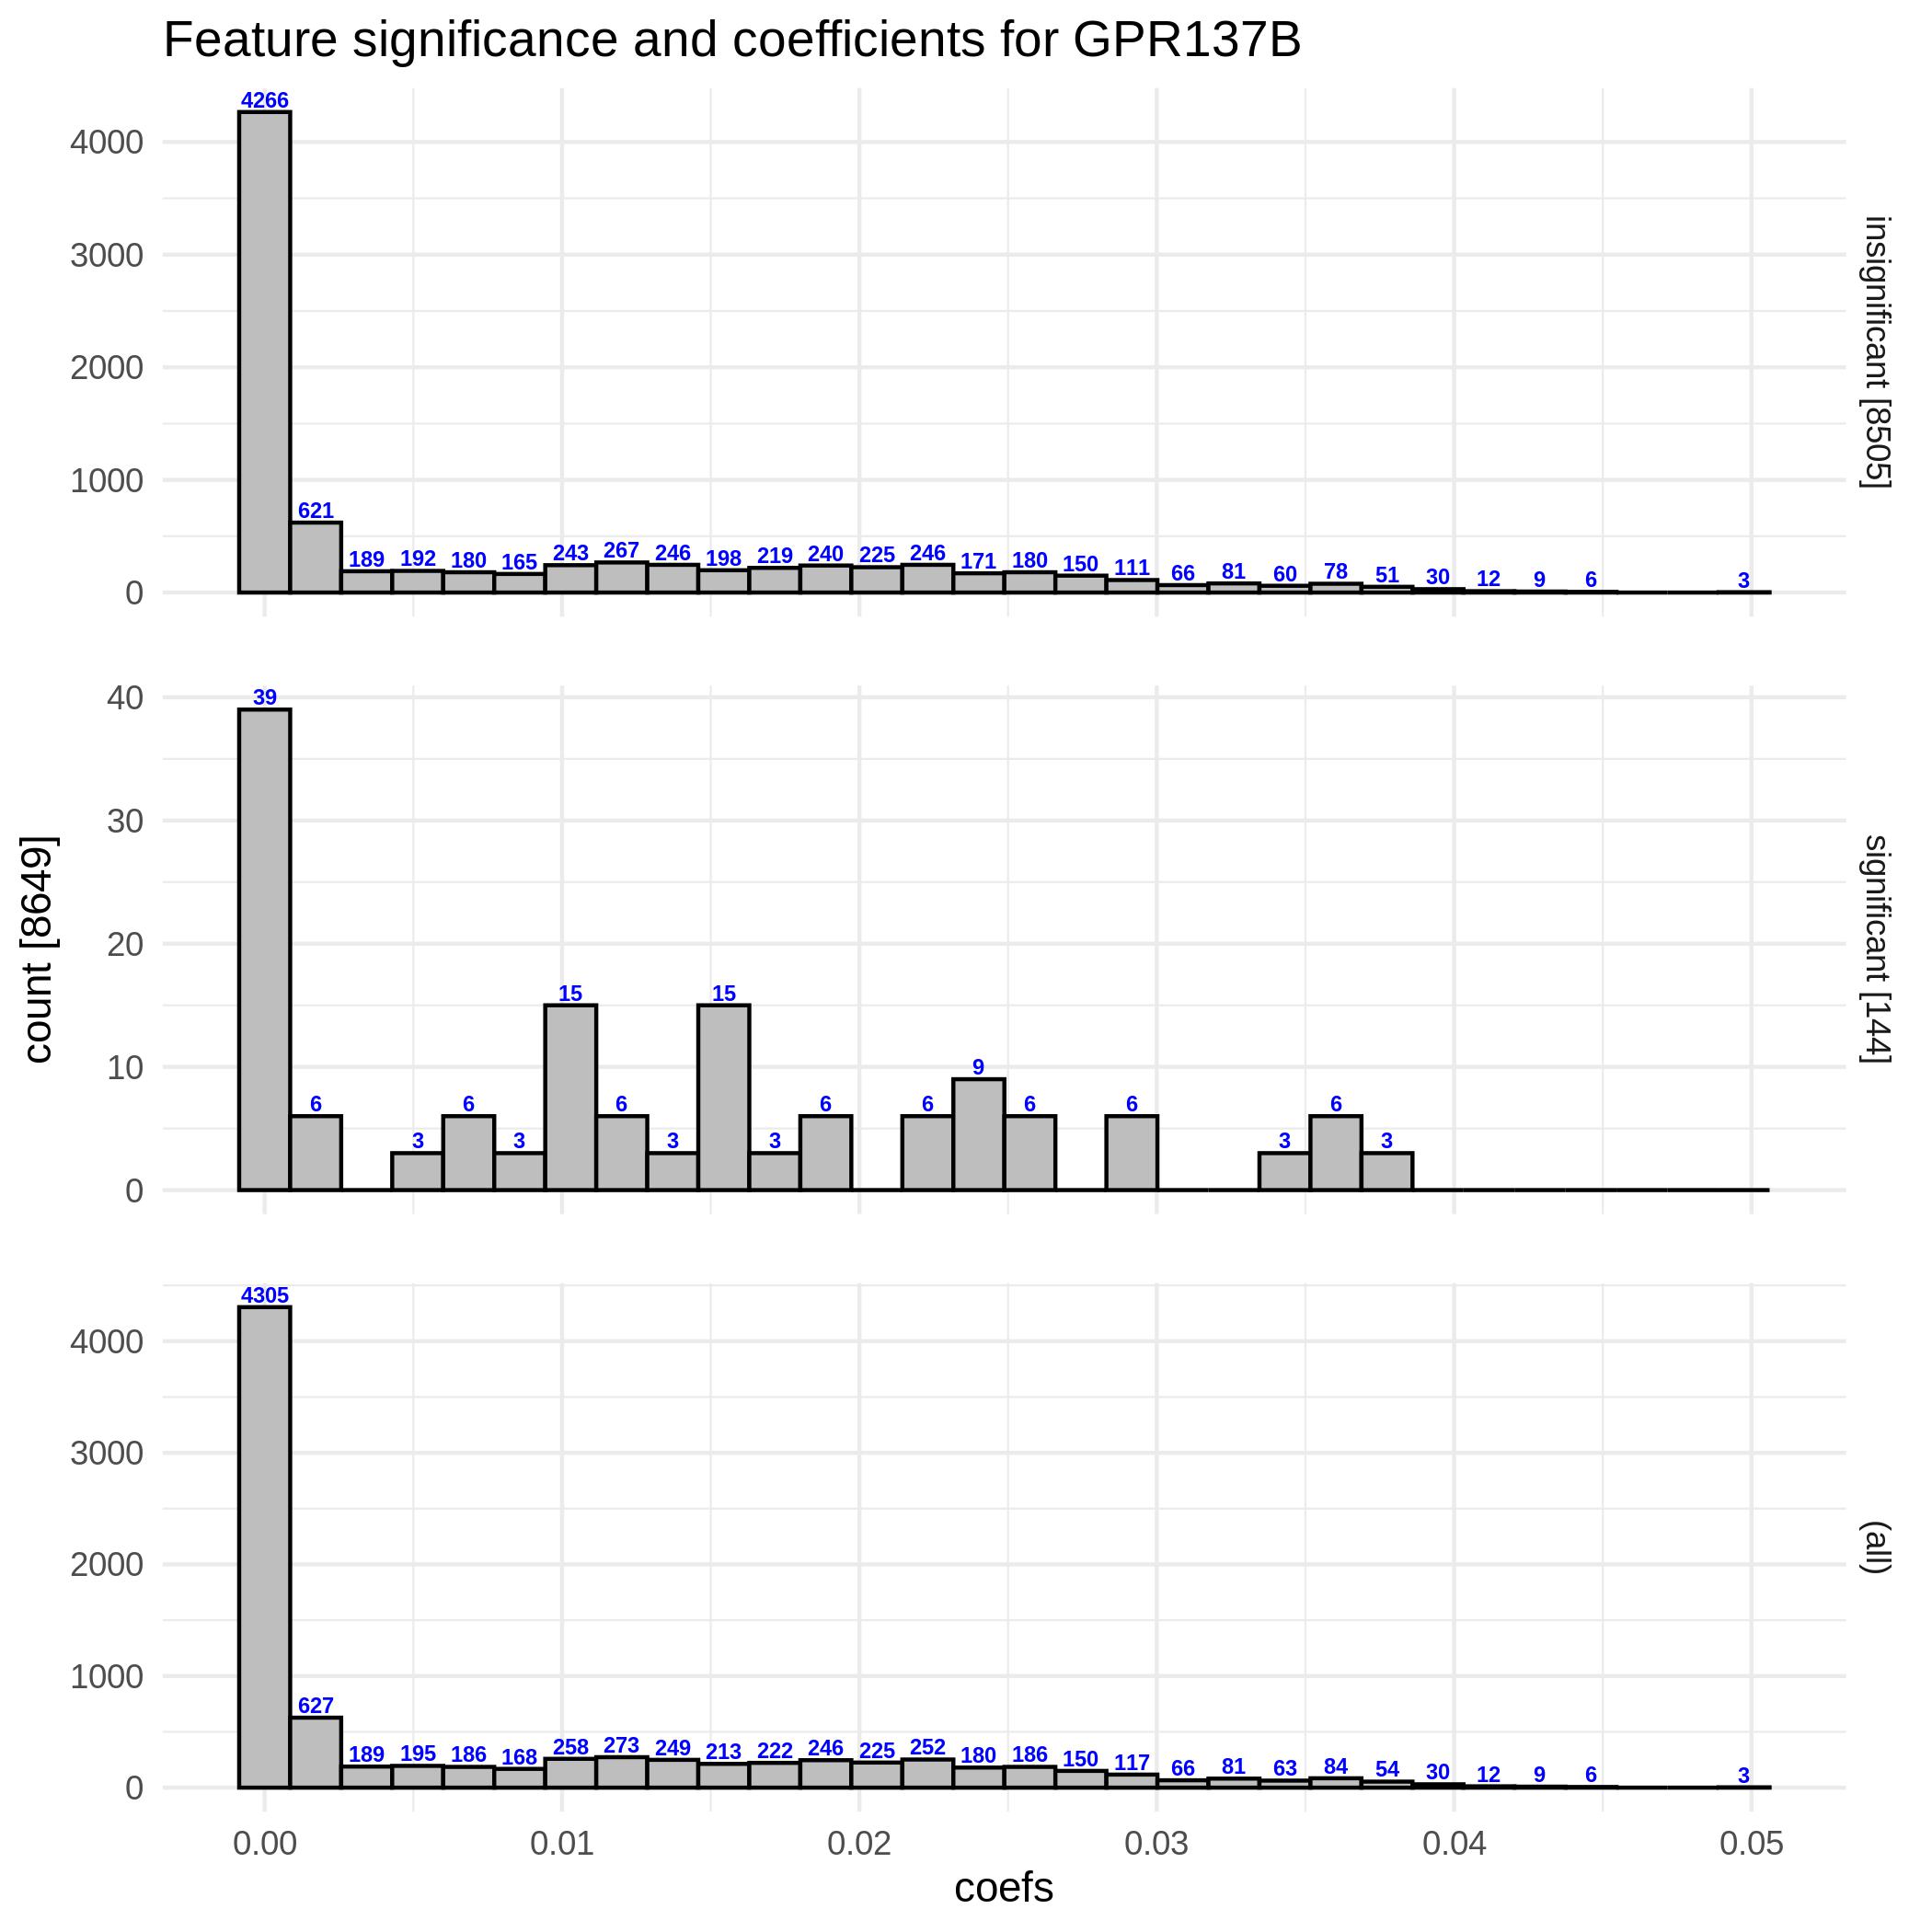 Feature significance and coefficients for GPR137B
4266
4000
3000
2000
1000
0
621
189 192 180 165 243 267 246 198 219 240 225 246 171 180 150 111 66 81 60 78 51 30 12 9 6 3
insignificant [8505]
count [8649]
40
30
20
10
0
39
6 3 6 3 15 6 3 15 3 6 6 9 6 6 3 6 3
significant [144]
4305
4000
3000
2000
1000
0
627
189 195 186 168 258 273 249 213 222 246 225 252 180 186 150 117 66 81 63 84 54 30 12 9 6 3
(all)
0.00 0.01 0.02 0.03 0.04 0.05
coefs